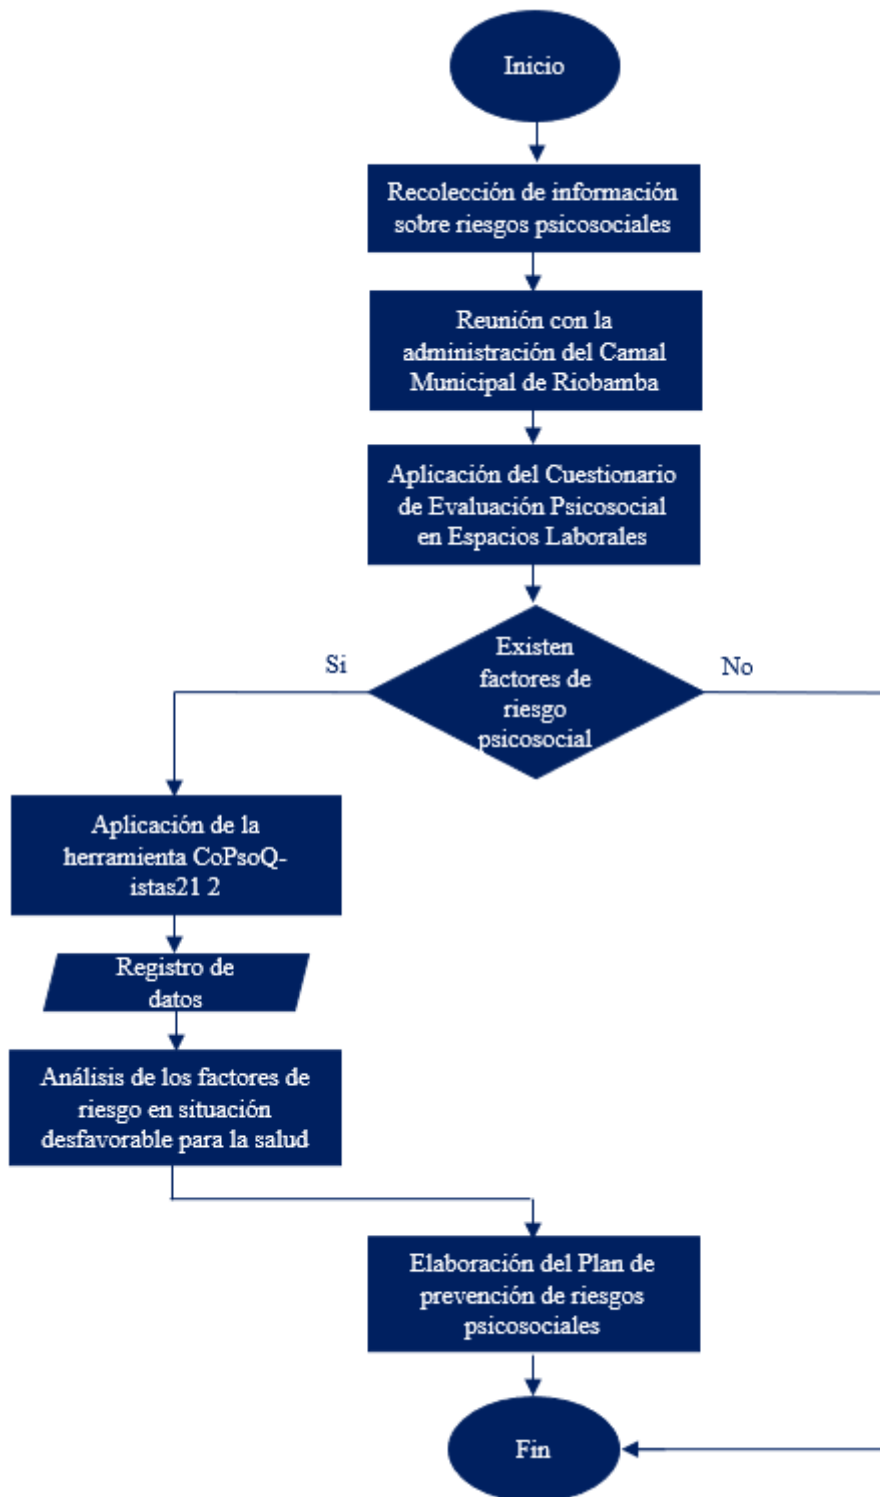 Inicio
Recolección de información
sobre riesgos psicosociales
Reunión con la
administración del Camal
Municipal de Riobamba
Aplicación del Cuestionario
de Evaluación Psicosocial
en Espacios Laborales
Existen
factores de
riesgo
psicosocial
Si
No
Aplicación de la
herramienta CoPsoQ-
istas21 2
Registro de
datos
Análisis de los factores de
riesgo en situación
desfavorable para la salud
Elaboración del Plan de
prevención de riesgos
psicosociales
Fin